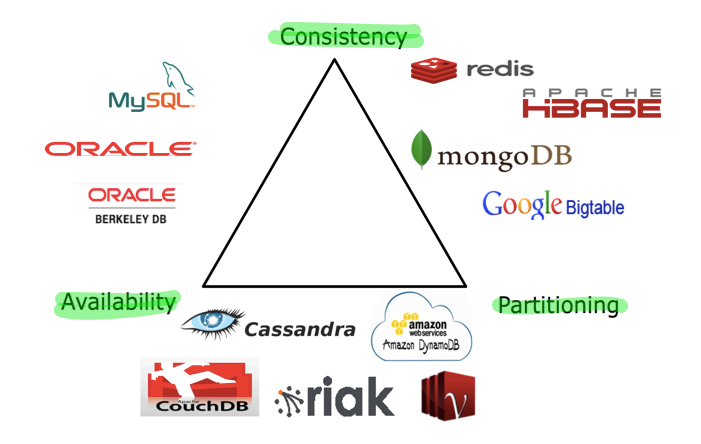 Consistency
redis
MySQL
APACHE
HBASE
ORACLE
mongoDB
ORACLE
BERKELEY DB
Google Bigtable
Availability
Partitioning
Cassandra
amazon
webservices
Amazon DynamoDB
Apache
CouchDB
riak
V